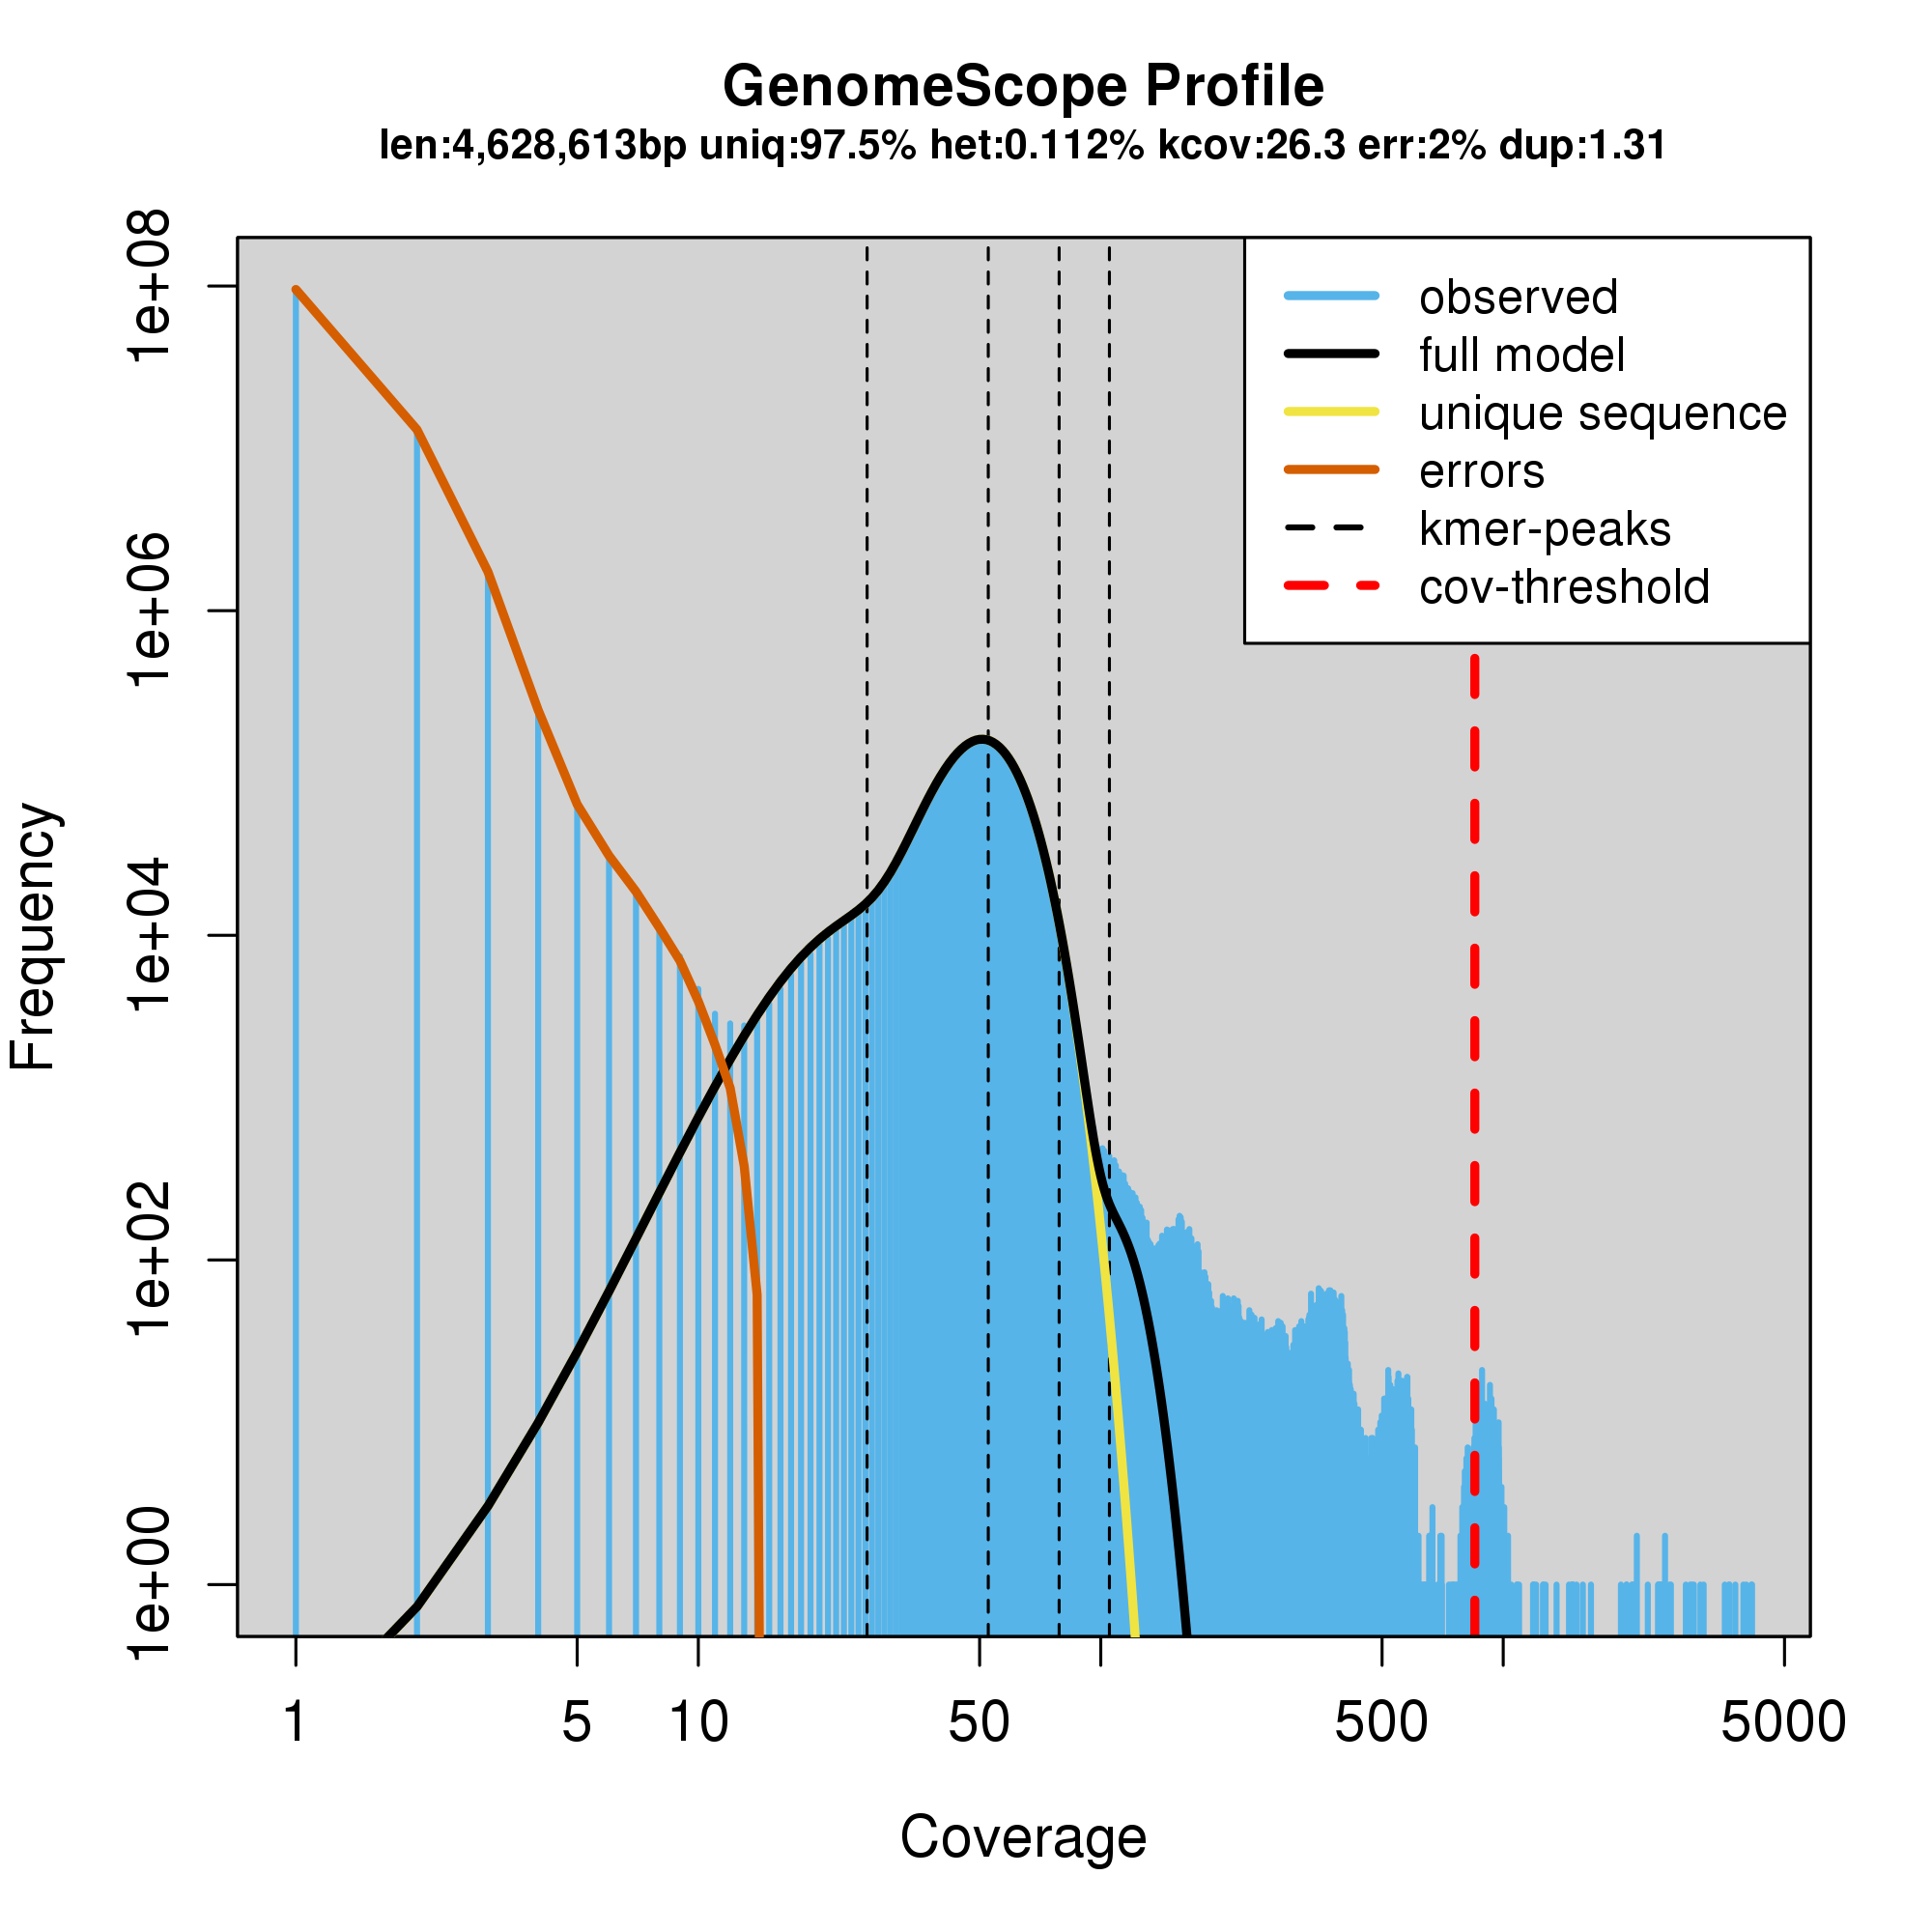 GenomeScope Profile
len:4,628,613bp uniq:97.5% het:0.112% kcov:26.3 err:2% dup:1.31
observed
full model
unique sequence
errors
kmer-peaks
cov-threshold
Frequency
1e+08
1e+06
1e+04
1e+02
1e+00
1 5 10 50 500 5000
Coverage